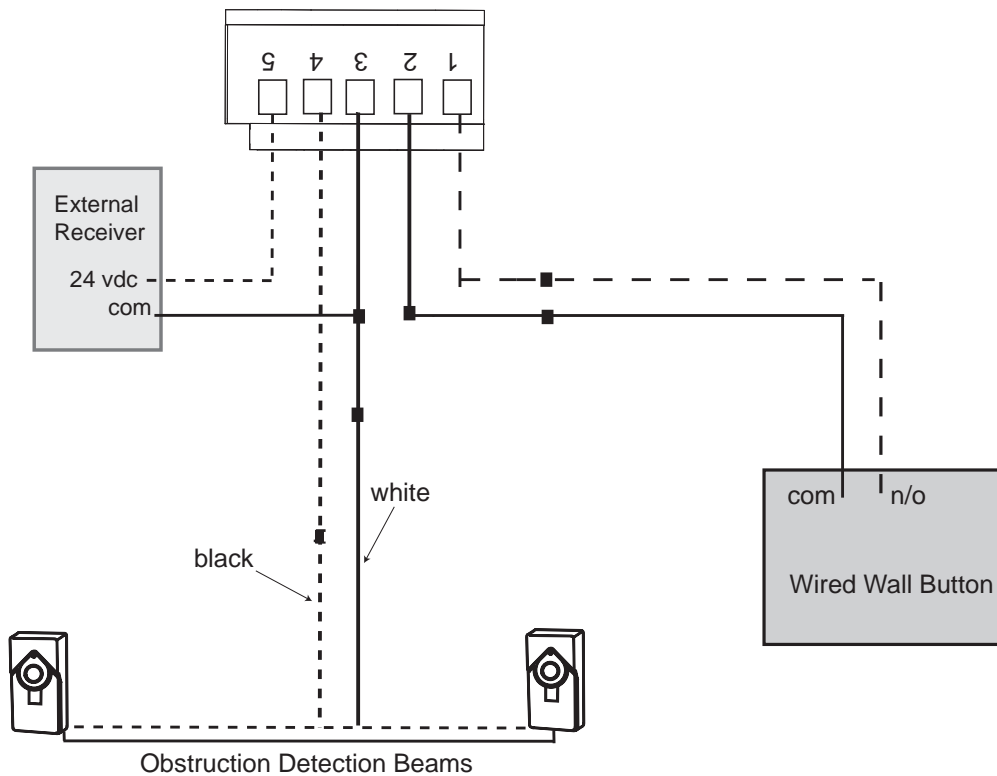 5 4 3 2 1
External
Receiver
24 vdc
com
white
black
com n/o
Wired Wall Button
Obstruction Detection Beams